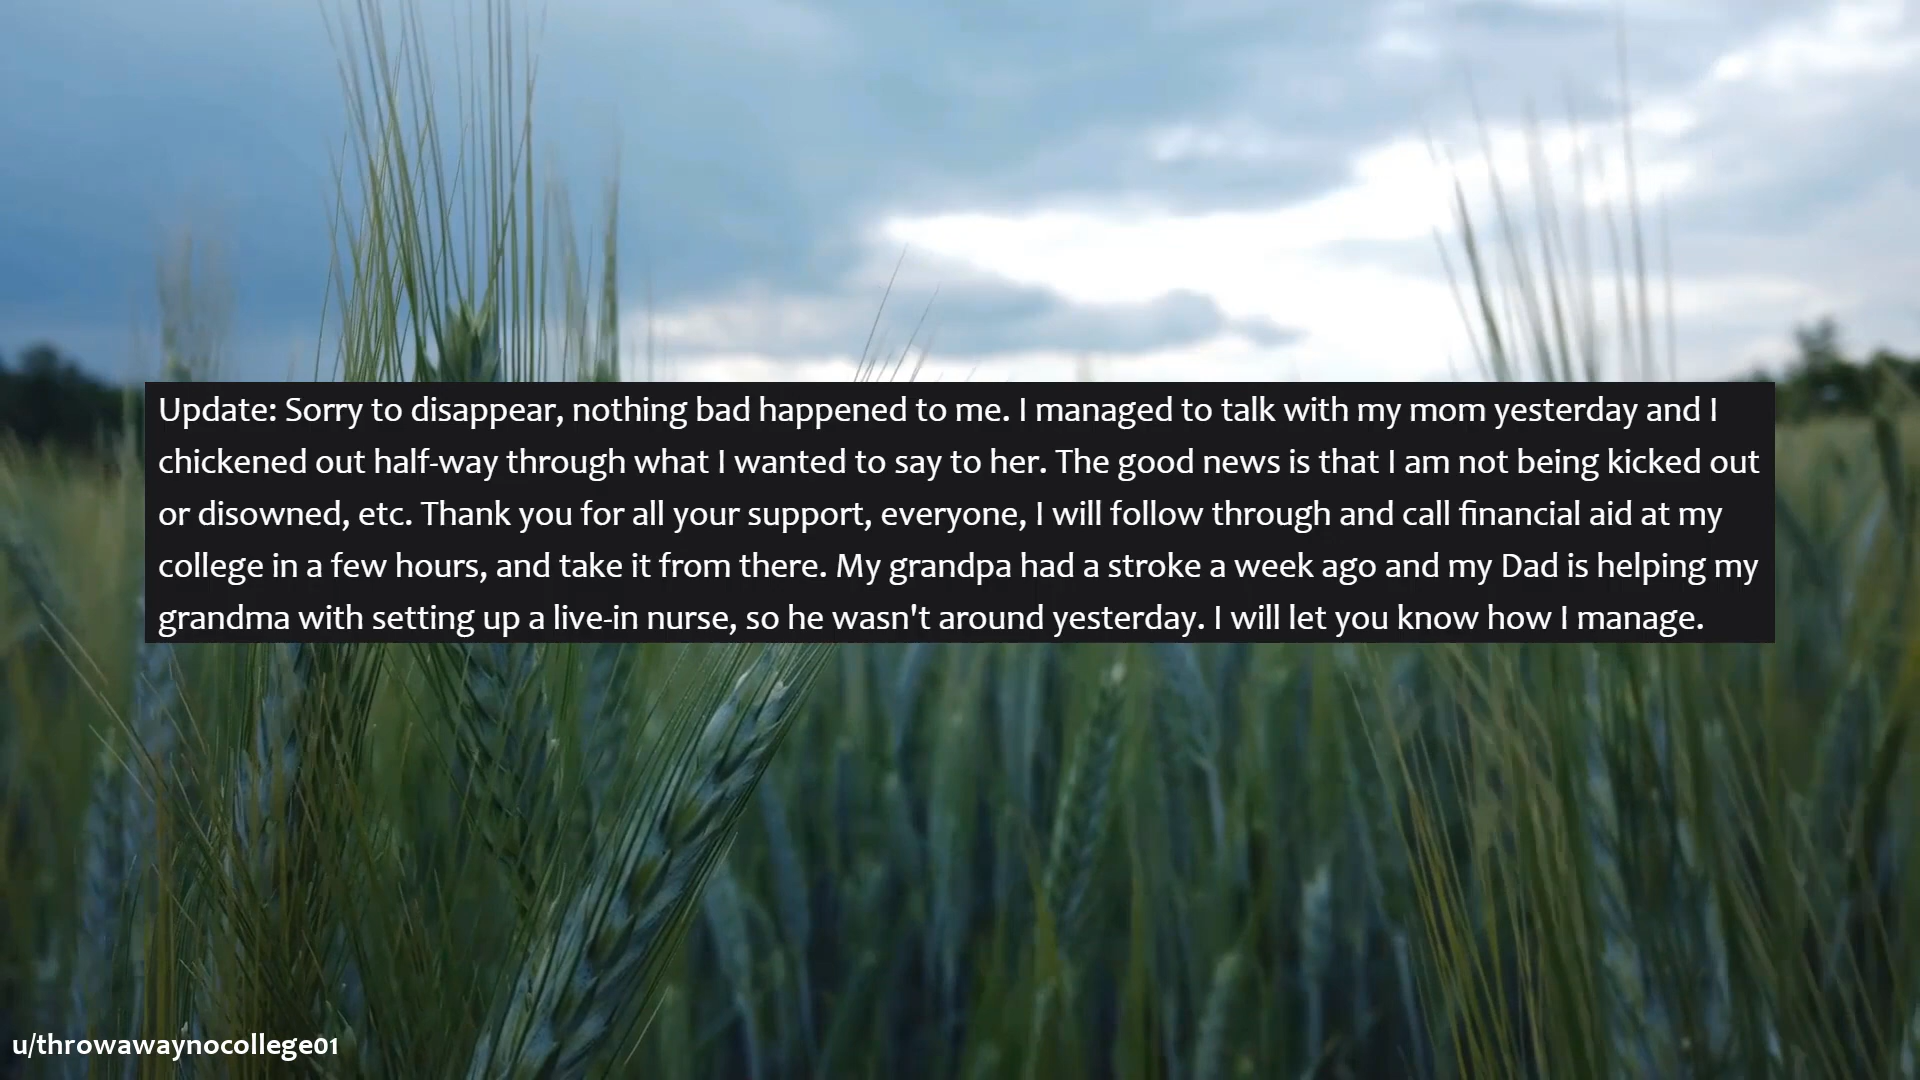 Update: Sorry to disappear, nothing bad happened to me. I managed to talk with my mom yesterday and I
chickened out half-way through what I wanted to say to her. The good news is that I am not being kicked out
or disowned, etc. Thank you for all your support, everyone, I will follow through and call financial aid at my
college in a few hours, and take it from there. My grandpa had a stroke a week ago and my Dad is helping my
grandma with setting up a live-in nurse, so he wasn't around yesterday. I will let you know how I manage.
u/throwawaynocollege01